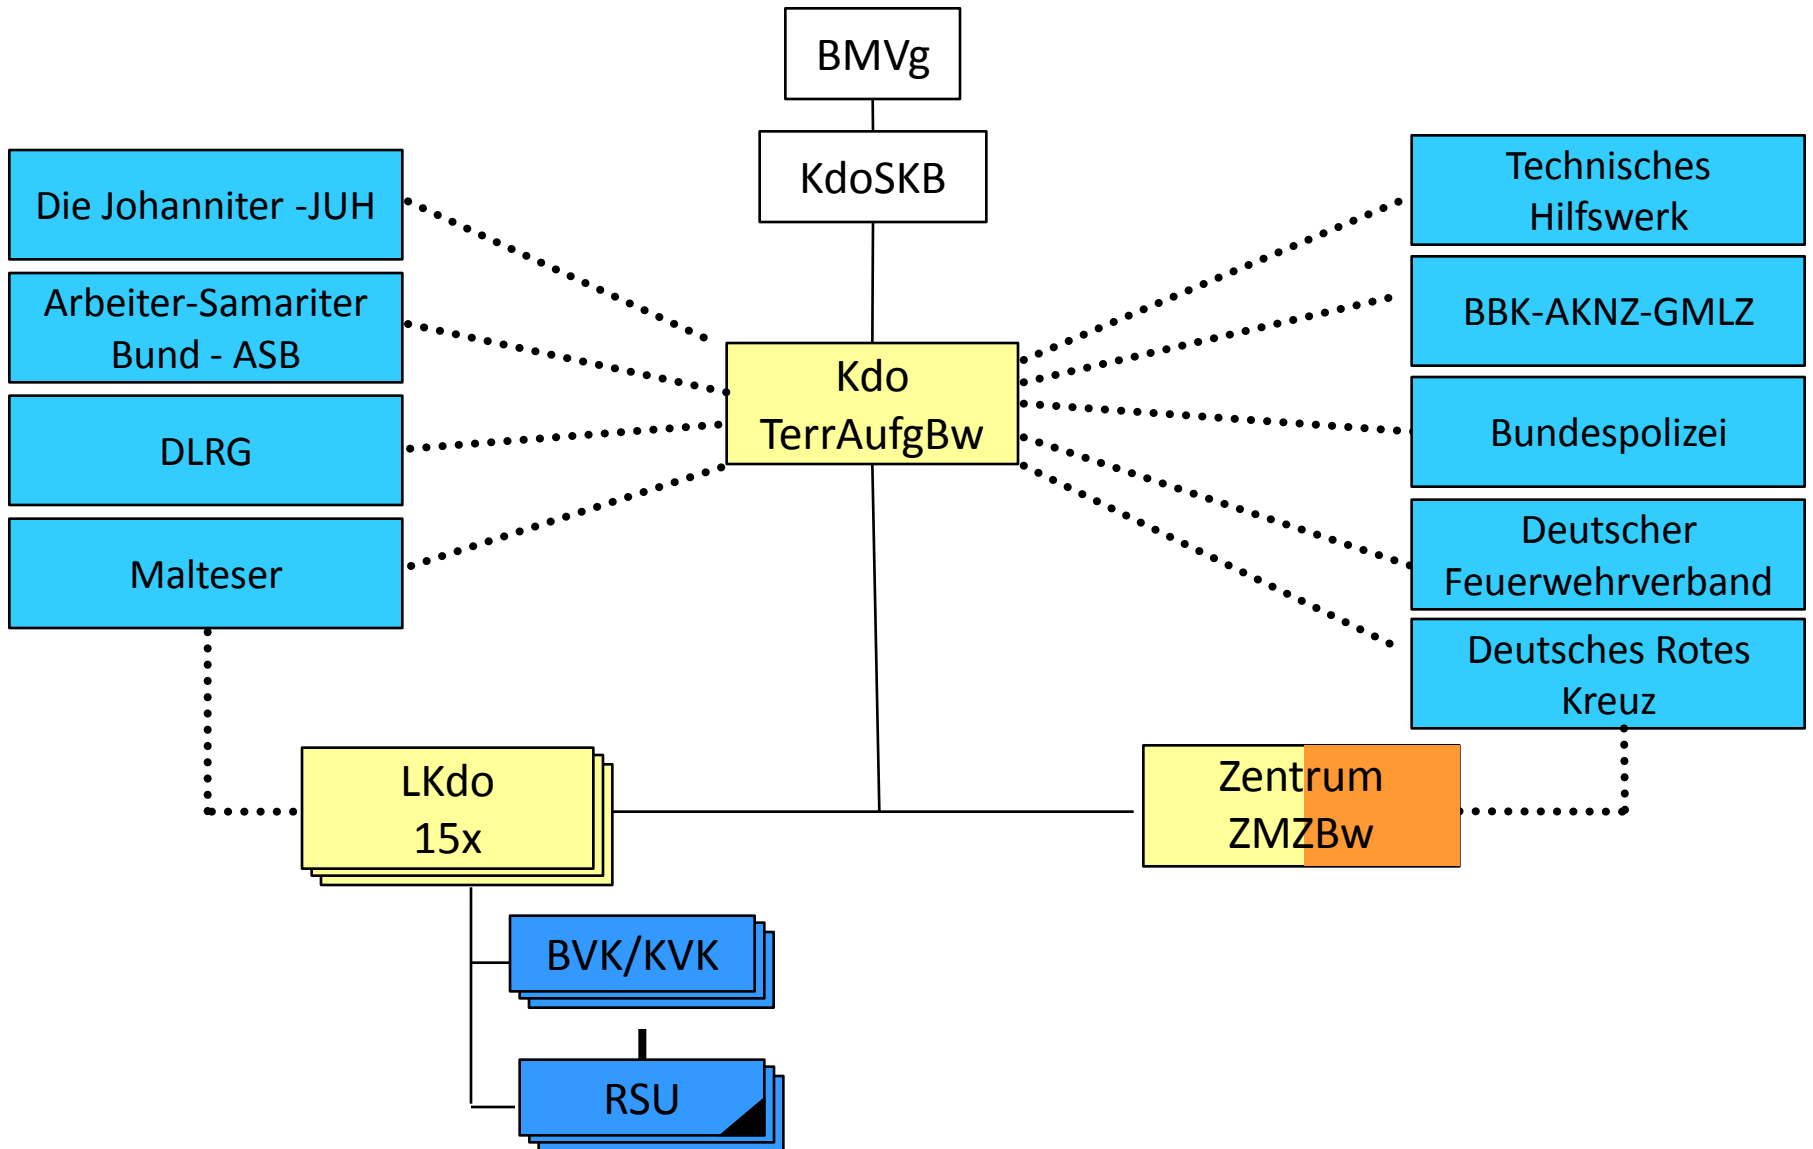 BMVg
KdoSKB
Die Johanniter -JUH
Arbeiter-Samariter
Bund - ASB
DLRG
Malteser
Kdo
TerrAufgBw
Technisches
Hilfswerk
BBK-AKNZ-GMLZ
Bundespolizei
Deutscher
Feuerwehrverband
Deutsches Rotes
Kreuz
LKdo
15x
Zentrum
ZMZBw
BVK/KVK
RSU